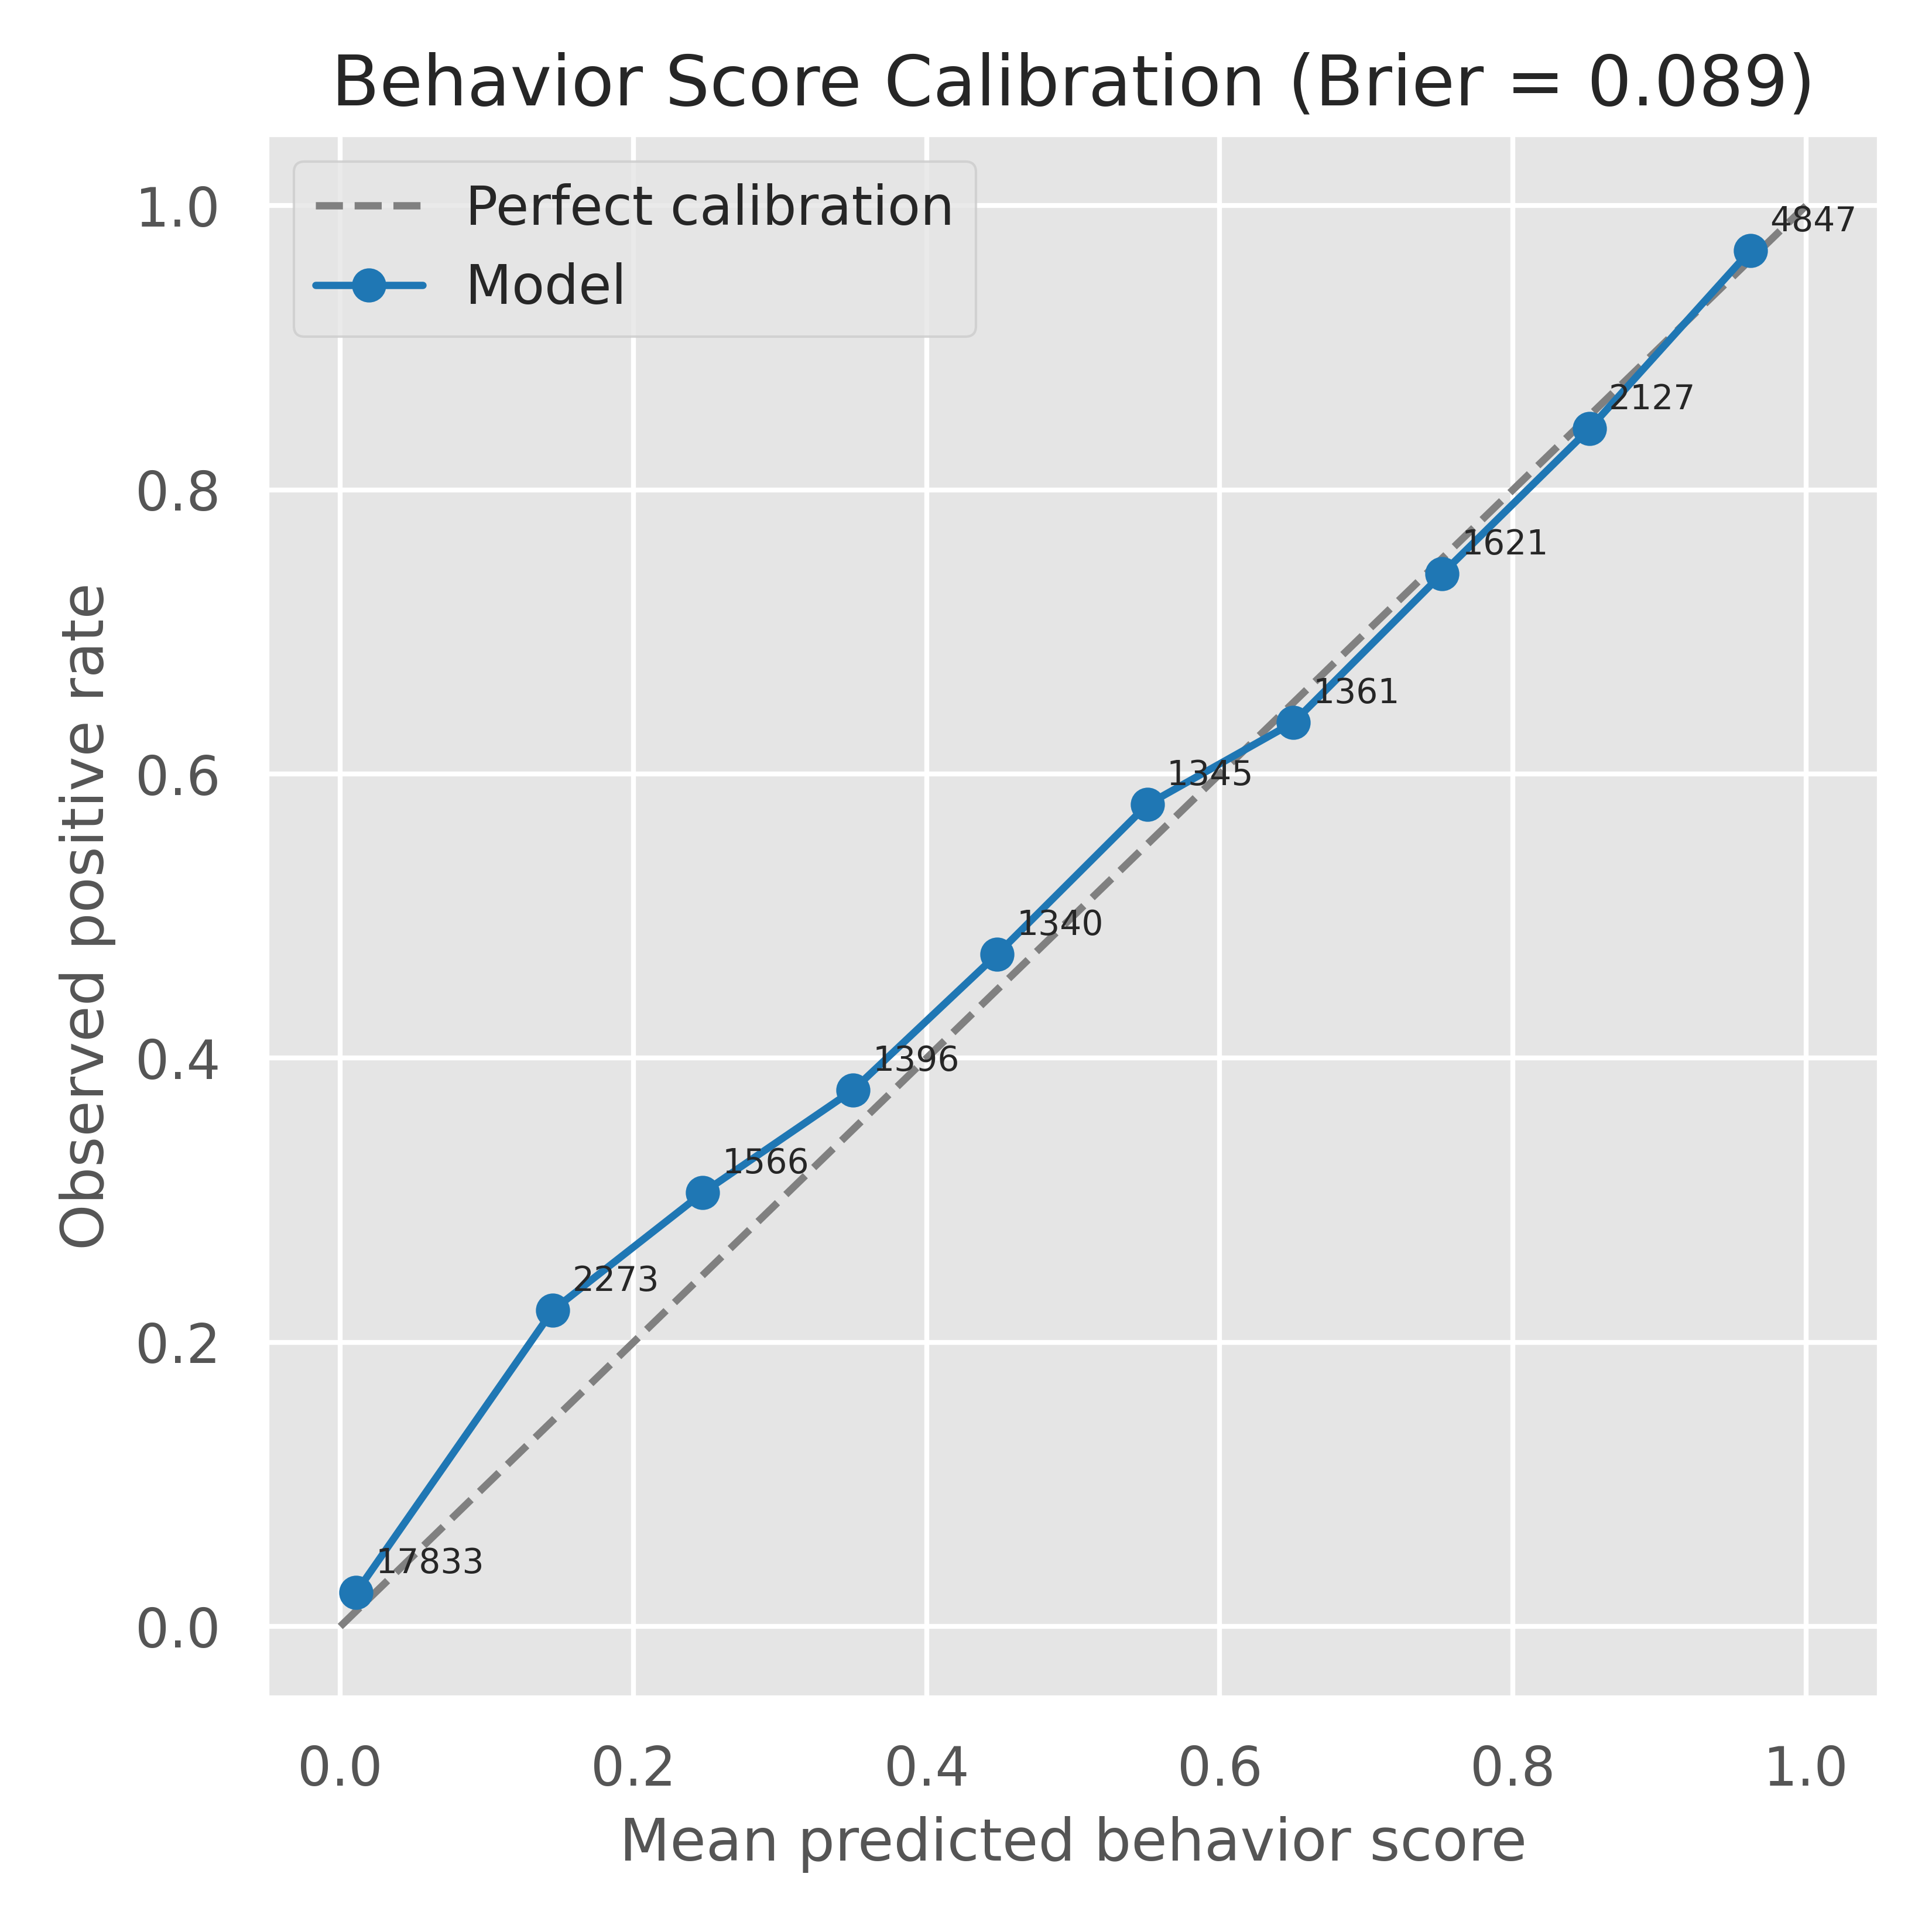 Behavior Score Calibration (Brier = 0.089)
Perfect calibration
Model
1.0
0.8
0.6
0.4
0.2
0.0
Observed positive rate
4847
2127
1621
1361
1345
1340
1396
1566
2273
17833
0.0 0.2 0.4 0.6 0.8 1.0
Mean predicted behavior score